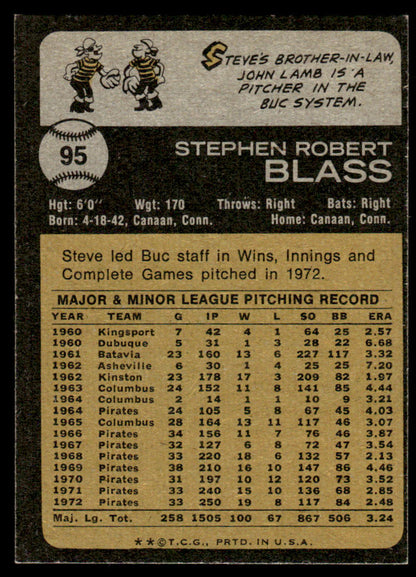 STEVE'S BROTHER-IN-LAW,
JOHN LAMB IS A
PITCHER IN THE
BUC SYSTEM.
95
STEPHEN ROBERT
BLASS
Hgt: 6'0" Wgt: 170 Throws: Right Bats: Right
Born: 4-18-42, Canaan, Conn. Home: Canaan, Conn.
Steve led Buc staff in Wins, Innings and
Complete Games pitched in 1972.
MAJOR & MINOR LEAGUE PITCHING RECORD
YEAR TEAM G IP W L SO BB ERA
1960 Kingsport 7 42 4 1 64 25 2.57
1960 Dubuque 5 31 1 3 28 22 6.68
1961 Batavia 23 160 13 6 227 117 3.32
1962 Asheville 6 30 1 4 25 25 7.20
1962 Kinston 23 178 17 3 209 82 1.97
1963 Columbus 24 152 11 8 141 85 4.44
1964 Columbus 2 14 1 1 10 9 3.21
1964 Pirates 24 105 5 8 67 45 4.03
1965 Columbus 28 164 13 11 117 46 3.07
1966 Pirates 34 156 11 7 76 46 3.87
1967 Pirates 32 127 6 8 72 47 3.54
1968 Pirates 33 220 18 6 132 57 2.13
1969 Pirates 38 210 16 10 147 86 4.46
1970 Pirates 31 197 10 12 120 73 3.52
1971 Pirates 33 240 15 8 136 68 2.85
1972 Pirates 33 250 19 8 117 84 2.48
Maj. Lg. Tot. 258 1505 100 67 867 506 3.24
**©T.C.G., PRTD. IN U.S.A.